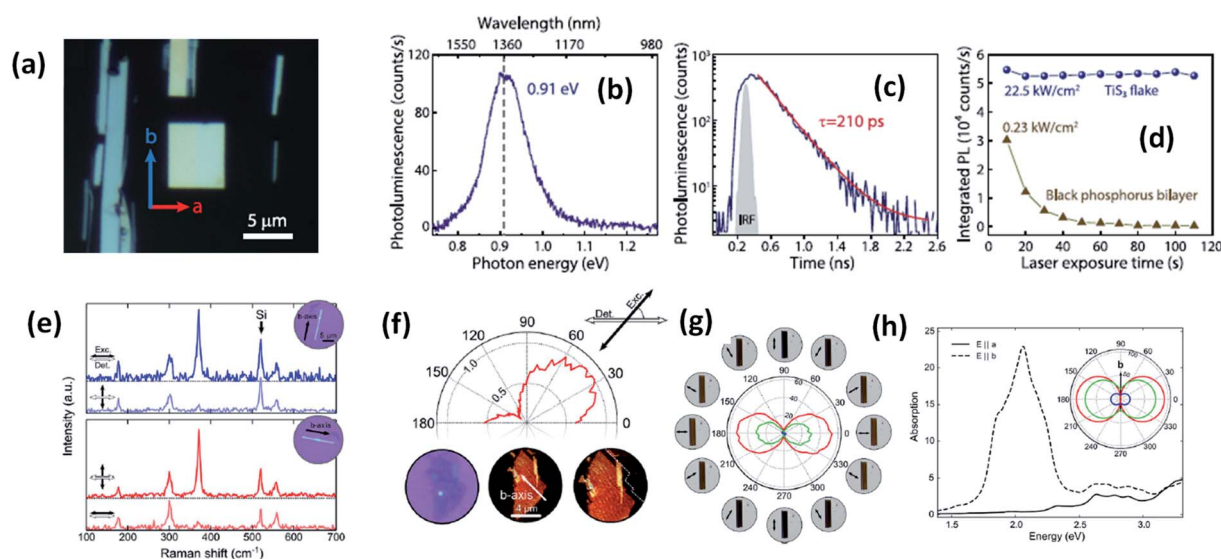 (a)
b
a
5 µm
Wavelength (nm)
1550 1360 1170 980
Photoluminescence (counts/s)
120
80
40
0
0.91 eV
(b)
0.8 0.9 1.0 1.1 1.2
Photon energy (eV)
Photoluminescence (counts/s)
10³
10²
10¹
(c)
τ=210 ps
IRF
0.2 0.6 1.0 1.4 1.8 2.2 2.6
Time (ns)
Integrated PL (10⁴ counts/s)
6
5
4
3
2
1
0
22.5 kW/cm² TiS₃ flake
0.23 kW/cm²
(d)
Black phosphorus bilayer
0 20 40 60 80 100 120
Laser exposure time (s)
(e)
Intensity (a.u.)
Si
b-axis
5 µm
Exc.
Det.
b-axis
100 200 300 400 500 600 700
Raman shift (cm⁻¹)
(f)
Exc.
Det.
90
120 60
150 1.0 30
0.5
180 0
b-axis
4 µm
(g)
90
120 60
150 30
180 0
210 330
240 300
270
60
40
20
(h)
Absorption
25
20
15
10
5
0
E || a
E || b
90
120 60
150 30
180 0
210 330
240 300
270
b
1.5 2.0 2.5 3.0
Energy (eV)